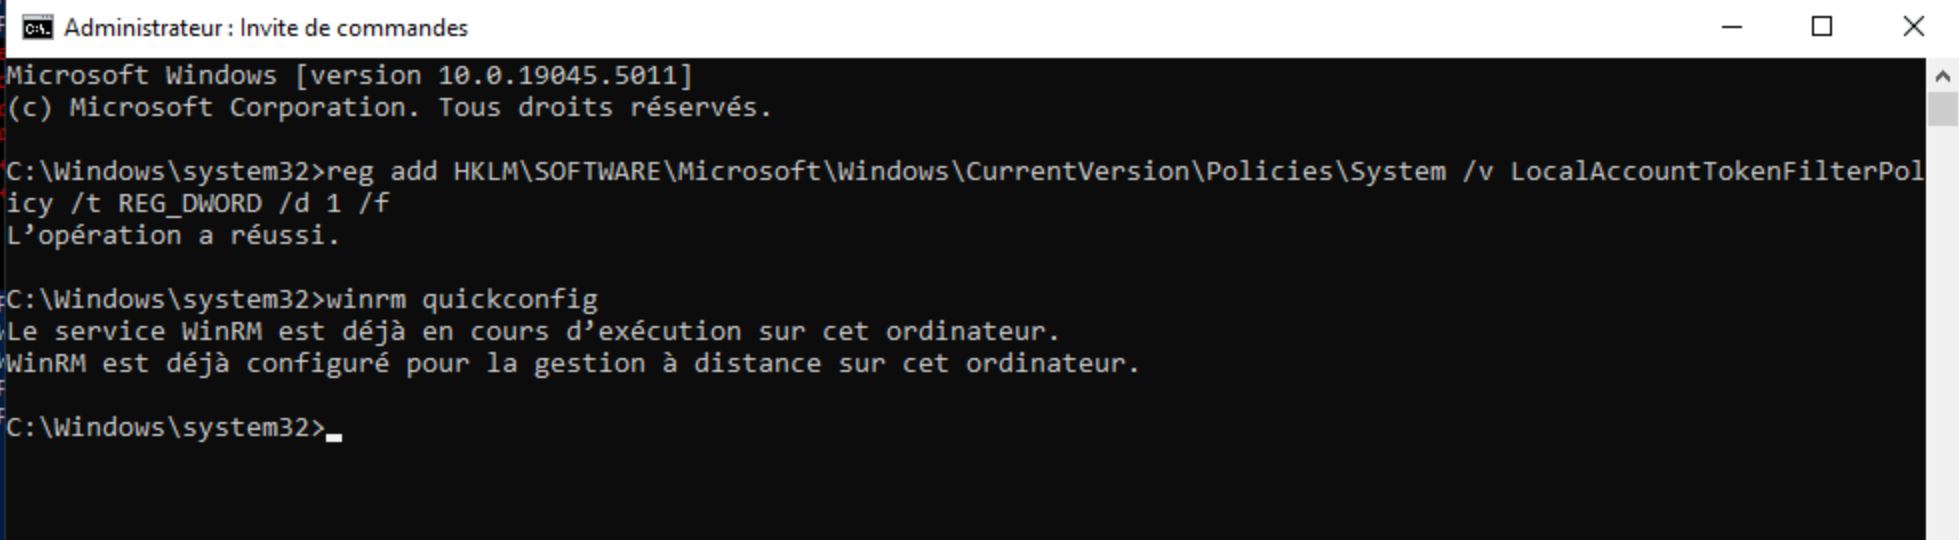 Administrateur : Invite de commandes
Microsoft Windows [version 10.0.19045.5011]
(c) Microsoft Corporation. Tous droits réservés.
C:\Windows\system32>reg add HKLM\SOFTWARE\Microsoft\Windows\CurrentVersion\Policies\System /v LocalAccountTokenFilterPol
icy /t REG_DWORD /d 1 /f
L’opération a réussi.
C:\Windows\system32>winrm quickconfig
Le service WinRM est déjà en cours d’exécution sur cet ordinateur.
WinRM est déjà configuré pour la gestion à distance sur cet ordinateur.
C:\Windows\system32>